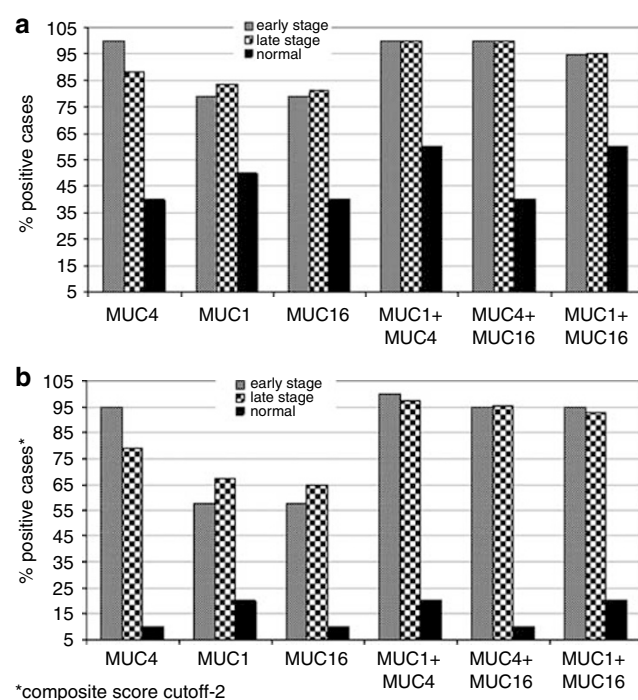 a
105
95
85
75
65
55
45
35
25
15
5
% positive cases
early stage
late stage
normal
MUC4 MUC1 MUC16 MUC1+ MUC4+ MUC1+
MUC4 MUC16 MUC16
b
105
95
85
75
65
55
45
35
25
15
5
% positive cases*
early stage
late stage
normal
MUC4 MUC1 MUC16 MUC1+ MUC4+ MUC1+
MUC4 MUC16 MUC16
*composite score cutoff-2